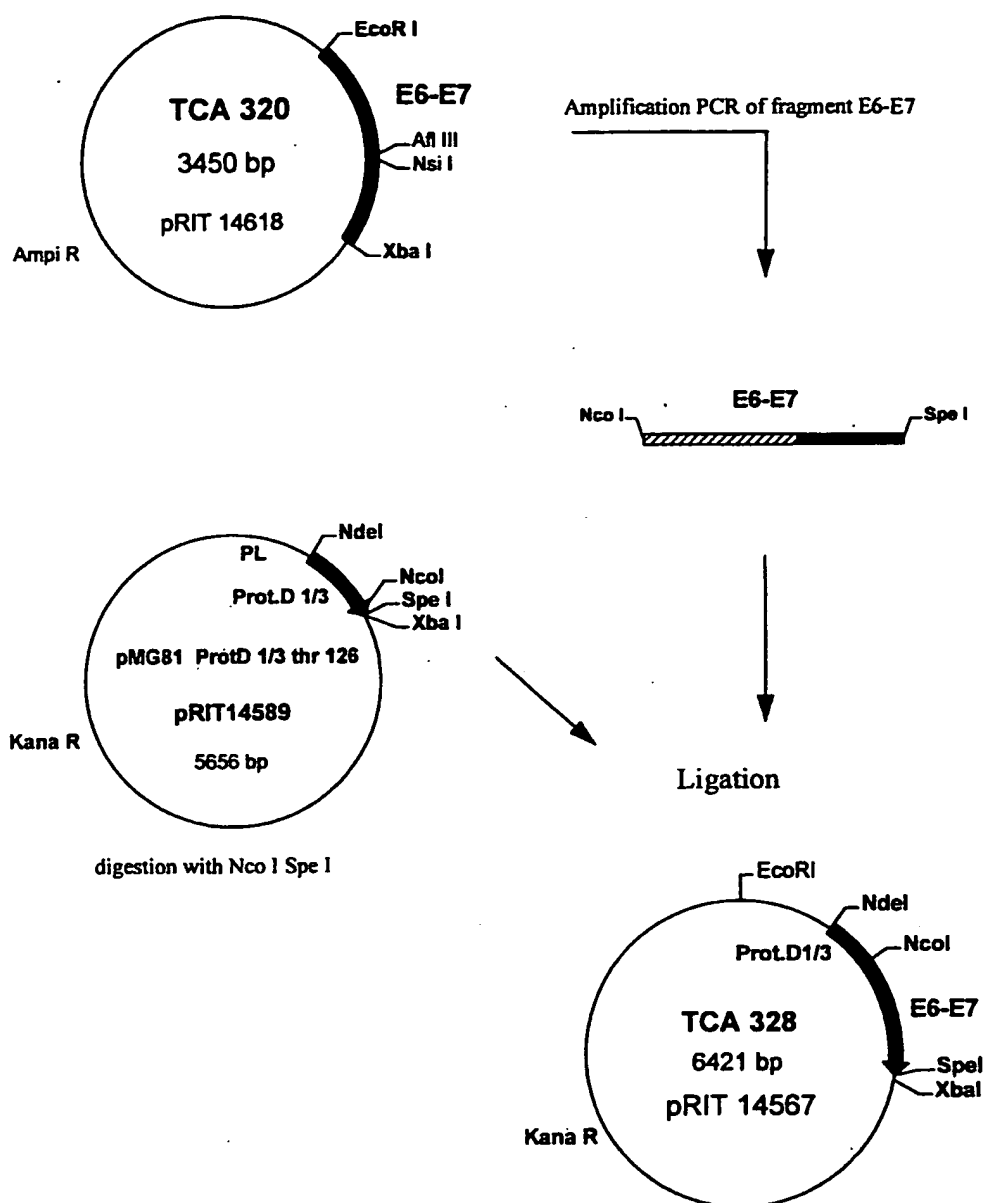 EcoR I
E6-E7
TCA 320
3450 bp
pRIT 14618
Afl III
Nsi I
Xba I
Ampi R
Amplification PCR of fragment E6-E7
E6-E7
Nco I
Spe I
NdeI
PL
Prot.D 1/3
NcoI
Spe I
Xba I
pMG81 ProtD 1/3 thr 126
pRIT14589
5656 bp
Kana R
digestion with Nco I Spe I
Ligation
EcoRI
NdeI
NcoI
Prot.D1/3
E6-E7
TCA 328
6421 bp
pRIT 14567
SpeI
XbaI
Kana R